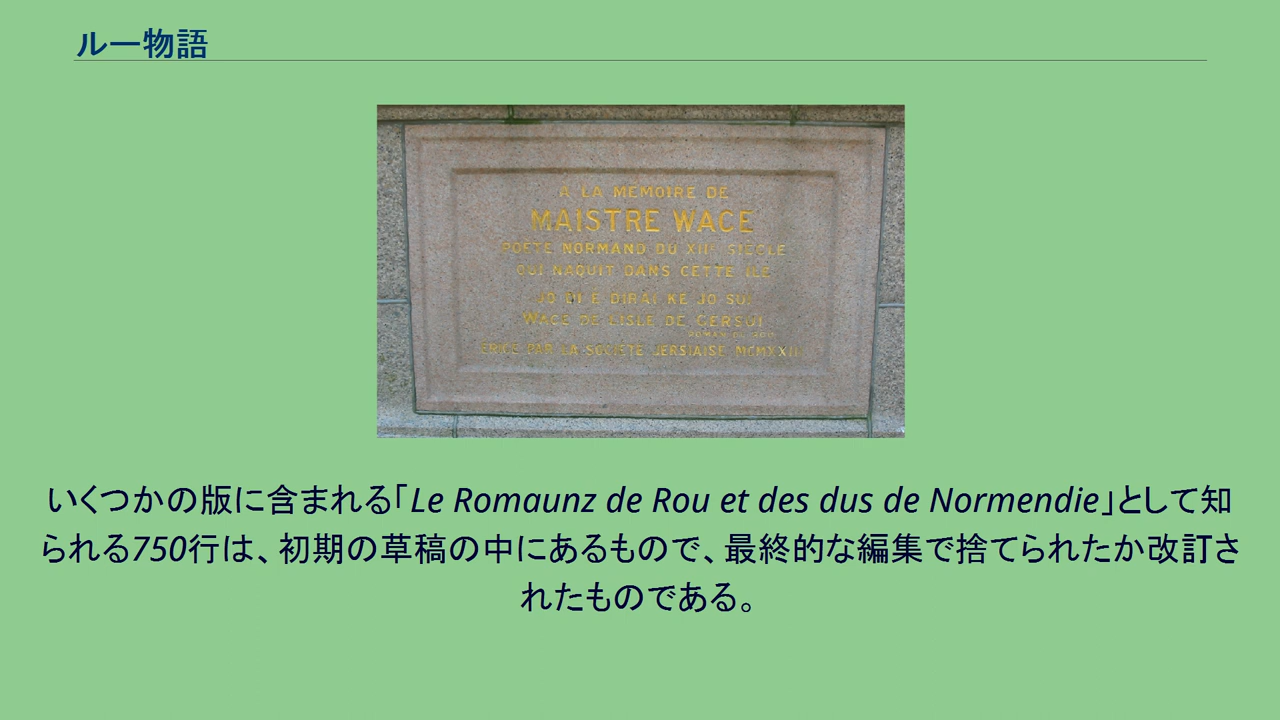 ルー物語
A LA MÉMOIRE DE
MAISTRE WACE
POÈTE NORMAND DU XIIE SIÈCLE
QUI NAQUIT DANS CETTE ILE
JO DI E DIRAI KE JO SUI
WACE DE L'ISLE DE GERSUI
ROMAN DE ROU
ERIGÉ PAR LA SOCIÉTÉ JERSIAISE
いくつかの版に含まれる「Le Romaunz de Rou et des dus de Normendie」として知
られる750行は、初期の草稿の中にあるもので、最終的な編集で捨てられたか改訂さ
れたものである。